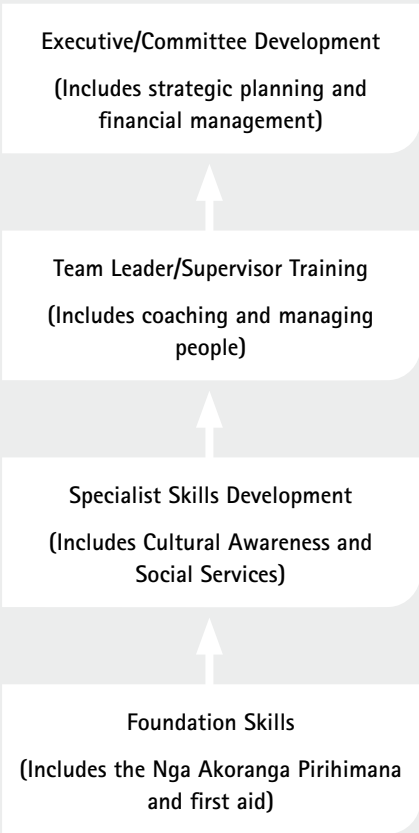 Executive/Committee Development
(Includes strategic planning and
financial management)
Team Leader/Supervisor Training
(Includes coaching and managing
people)
Specialist Skills Development
(Includes Cultural Awareness and
Social Services)
Foundation Skills
(Includes the Nga Akoranga Pirihimana
and first aid)